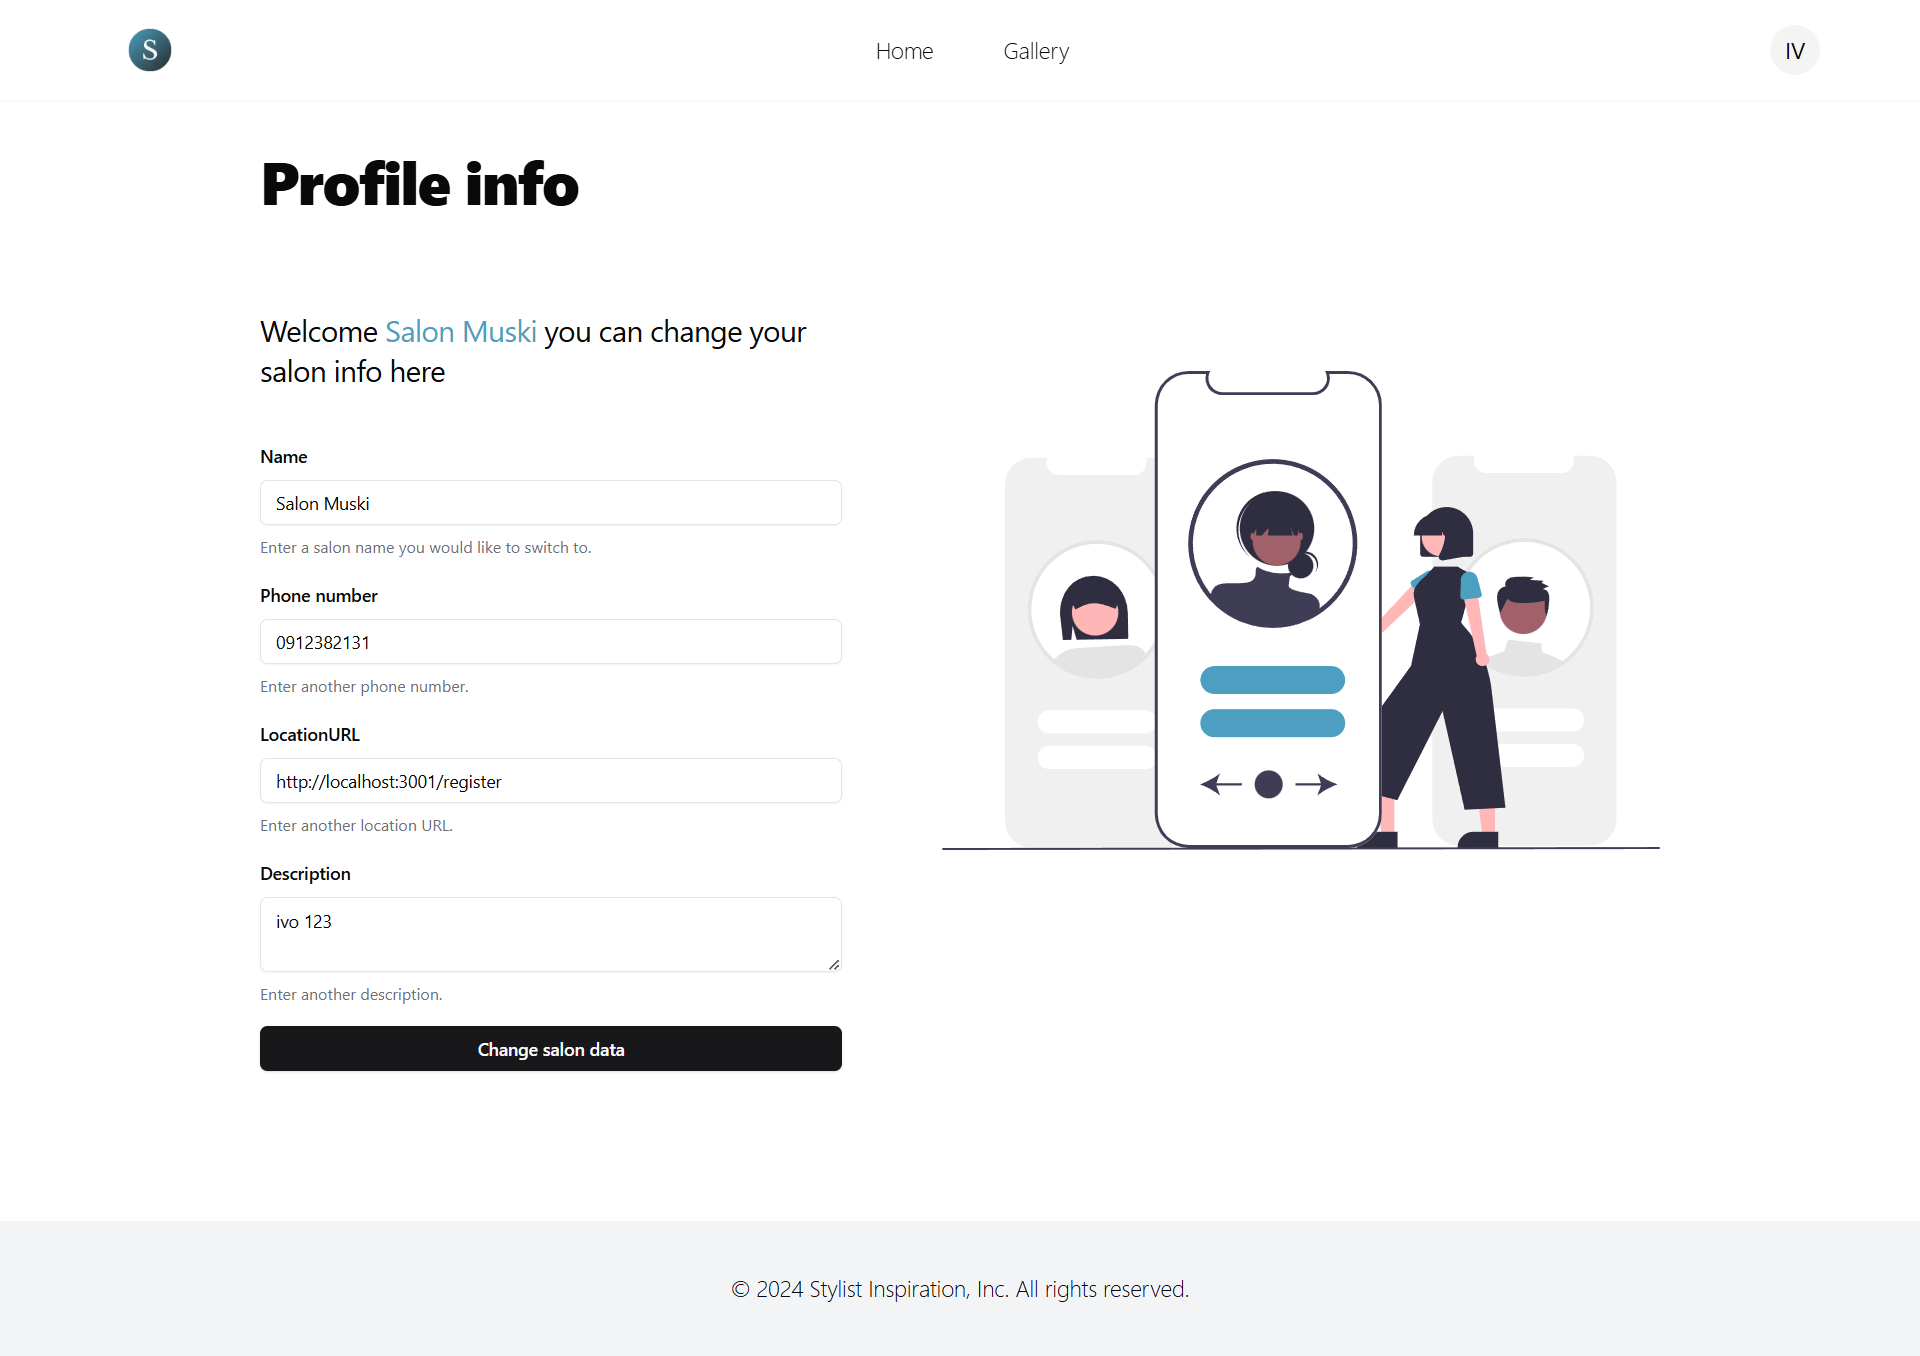 S
Home
Gallery
IV
Profile info
Welcome Salon Muski you can change your
salon info here
Name
Salon Muski
Enter a salon name you would like to switch to.
Phone number
0912382131
Enter another phone number.
LocationURL
http://localhost:3001/register
Enter another location URL.
Description
ivo 123
Enter another description.
Change salon data
© 2024 Stylist Inspiration, Inc. All rights reserved.